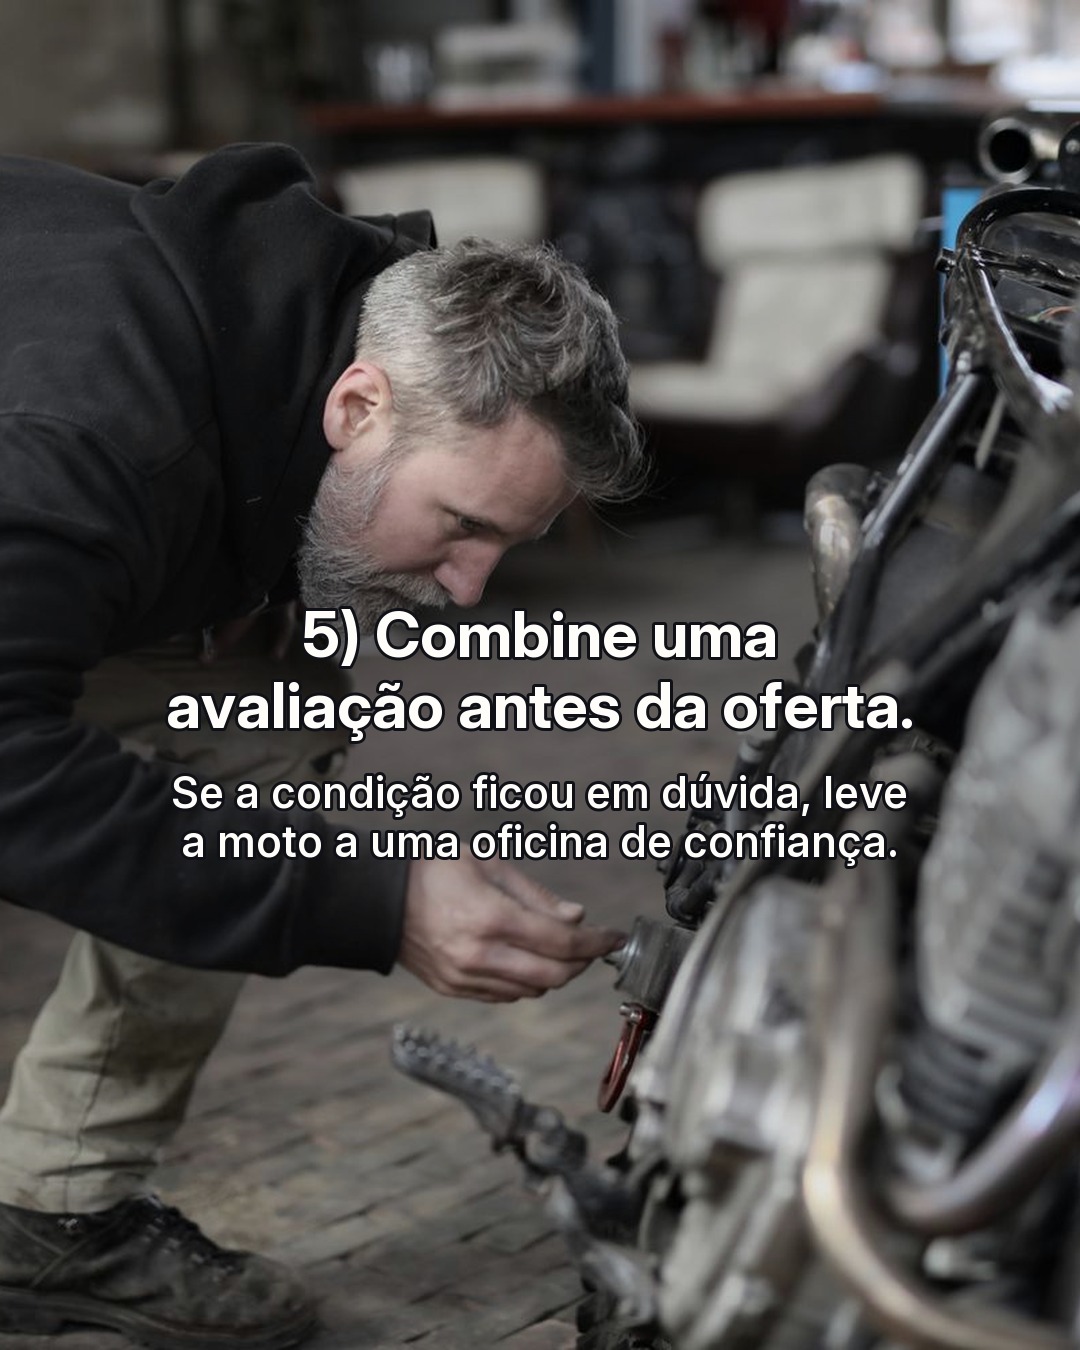 5) Combine uma
avaliação antes da oferta.
Se a condição ficou em dúvida, leve
a moto a uma oficina de confiança.